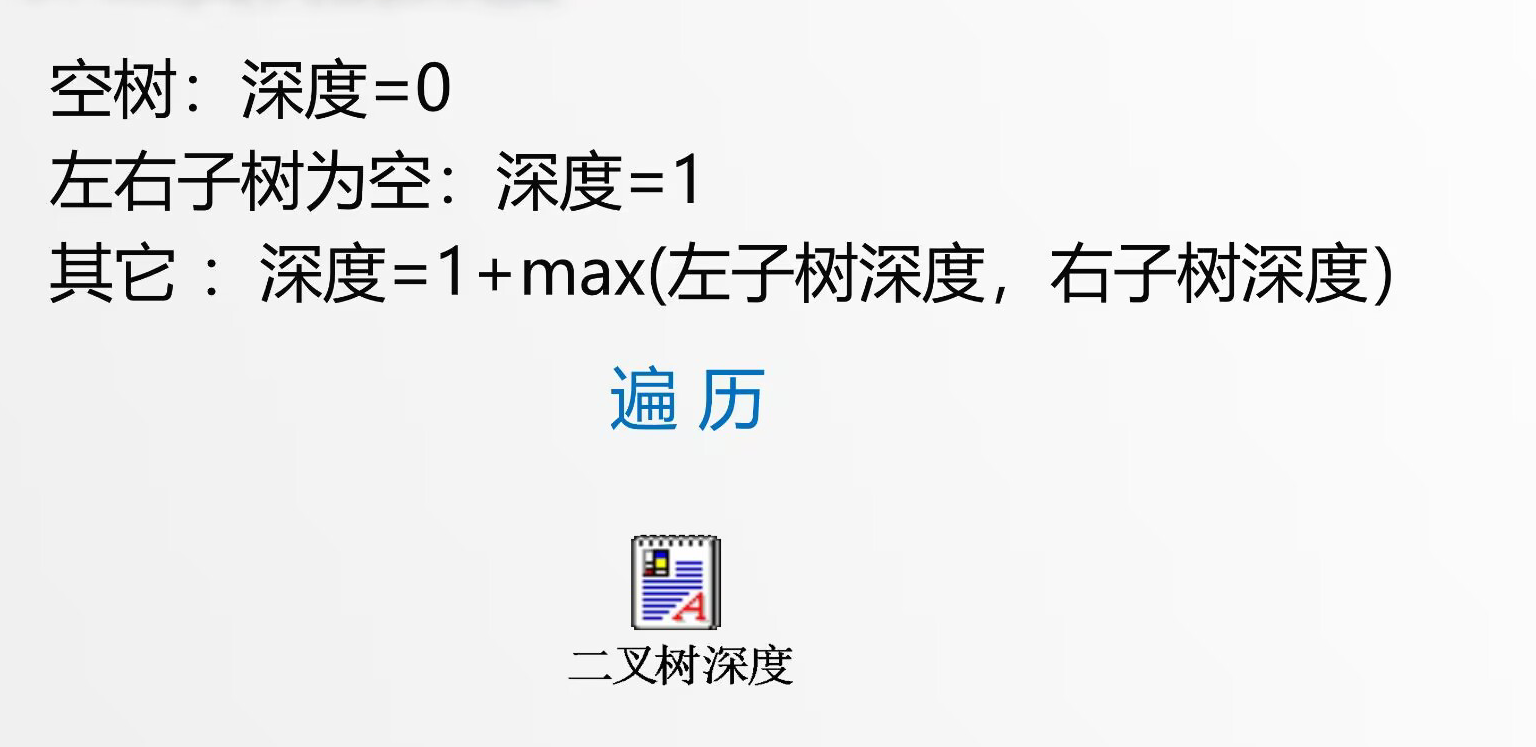 空树：深度=0
左右子树为空：深度=1
其它 ：深度=1+max(左子树深度，右子树深度)
遍 历
二叉树深度